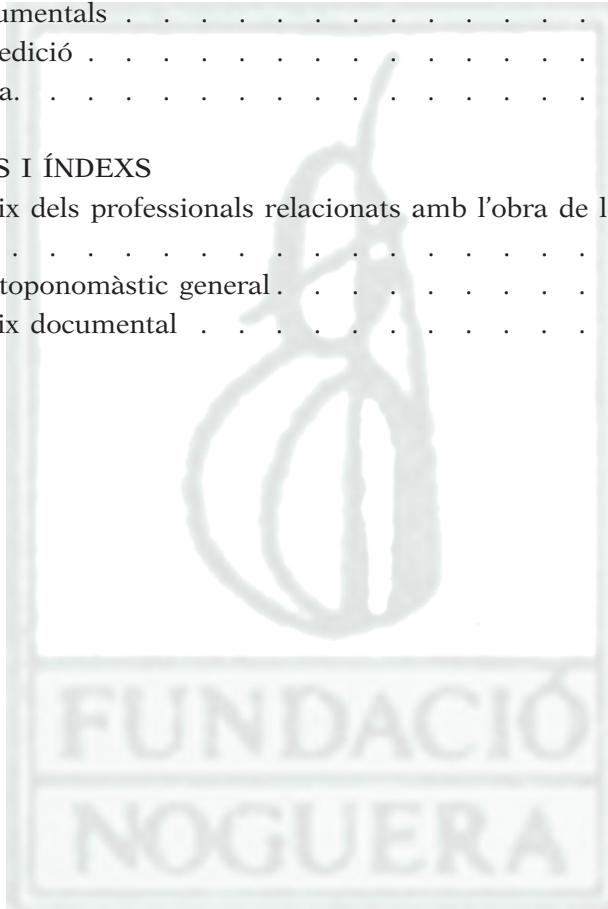 umentals . . . . . . . . . . . . .
edició . . . . . . . . . . . . . .
a. . . . . . . . . . . . . . . .
S I ÍNDEXS
ix dels professionals relacionats amb l'obra de l
. . . . . . . . . . . . . . . .
toponomàstic general . . . . . . . . .
ix documental . . . . . . . . . . .
FUNDACIÓ
NOGUERA